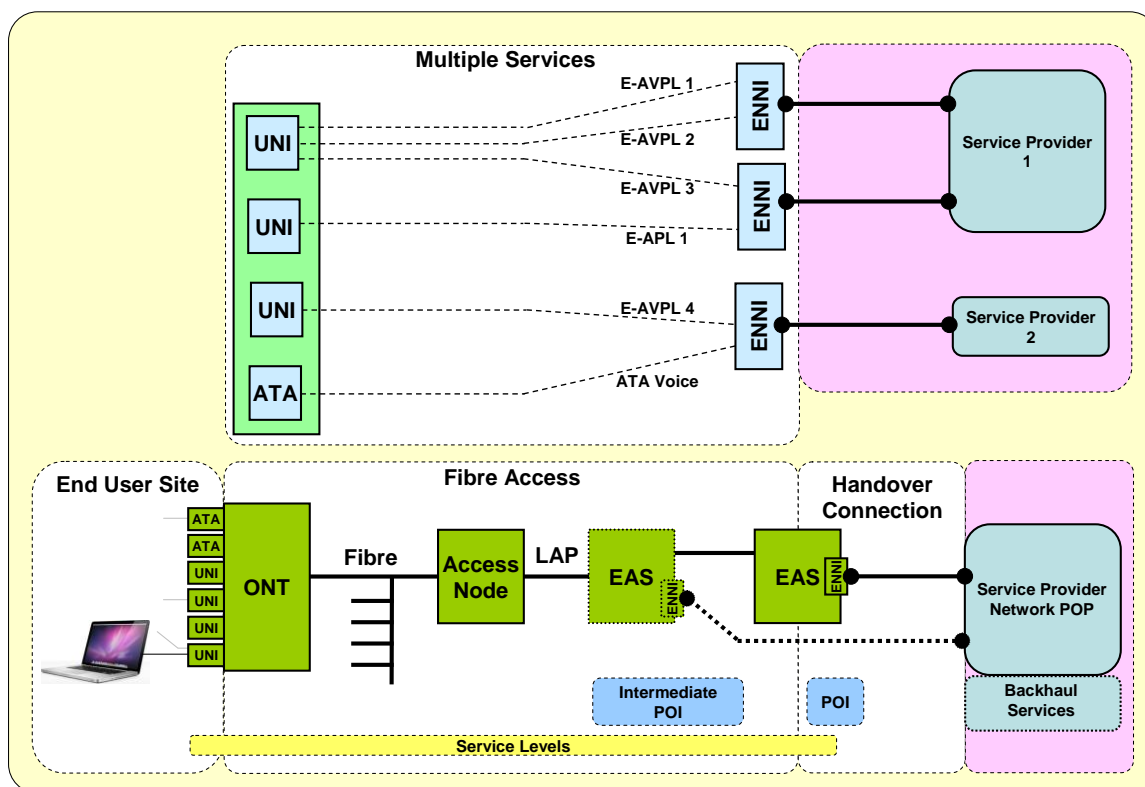 Multiple Services
E-AVPL 1
UNI
ENNI
E-AVPL 2
Service Provider
1
E-AVPL 3
ENNI
UNI
E-APL 1
UNI
E-AVPL 4
ENNI
Service Provider
2
ATA
ATA Voice
End User Site
Fibre Access
Handover
Connection
ATA
ATA
UNI
UNI
UNI
UNI
ONT
Fibre
Access
Node
LAP
EAS
ENNI
EAS
ENNI
Service Provider
Network POP
Intermediate
POI
POI
Backhaul
Services
Service Levels